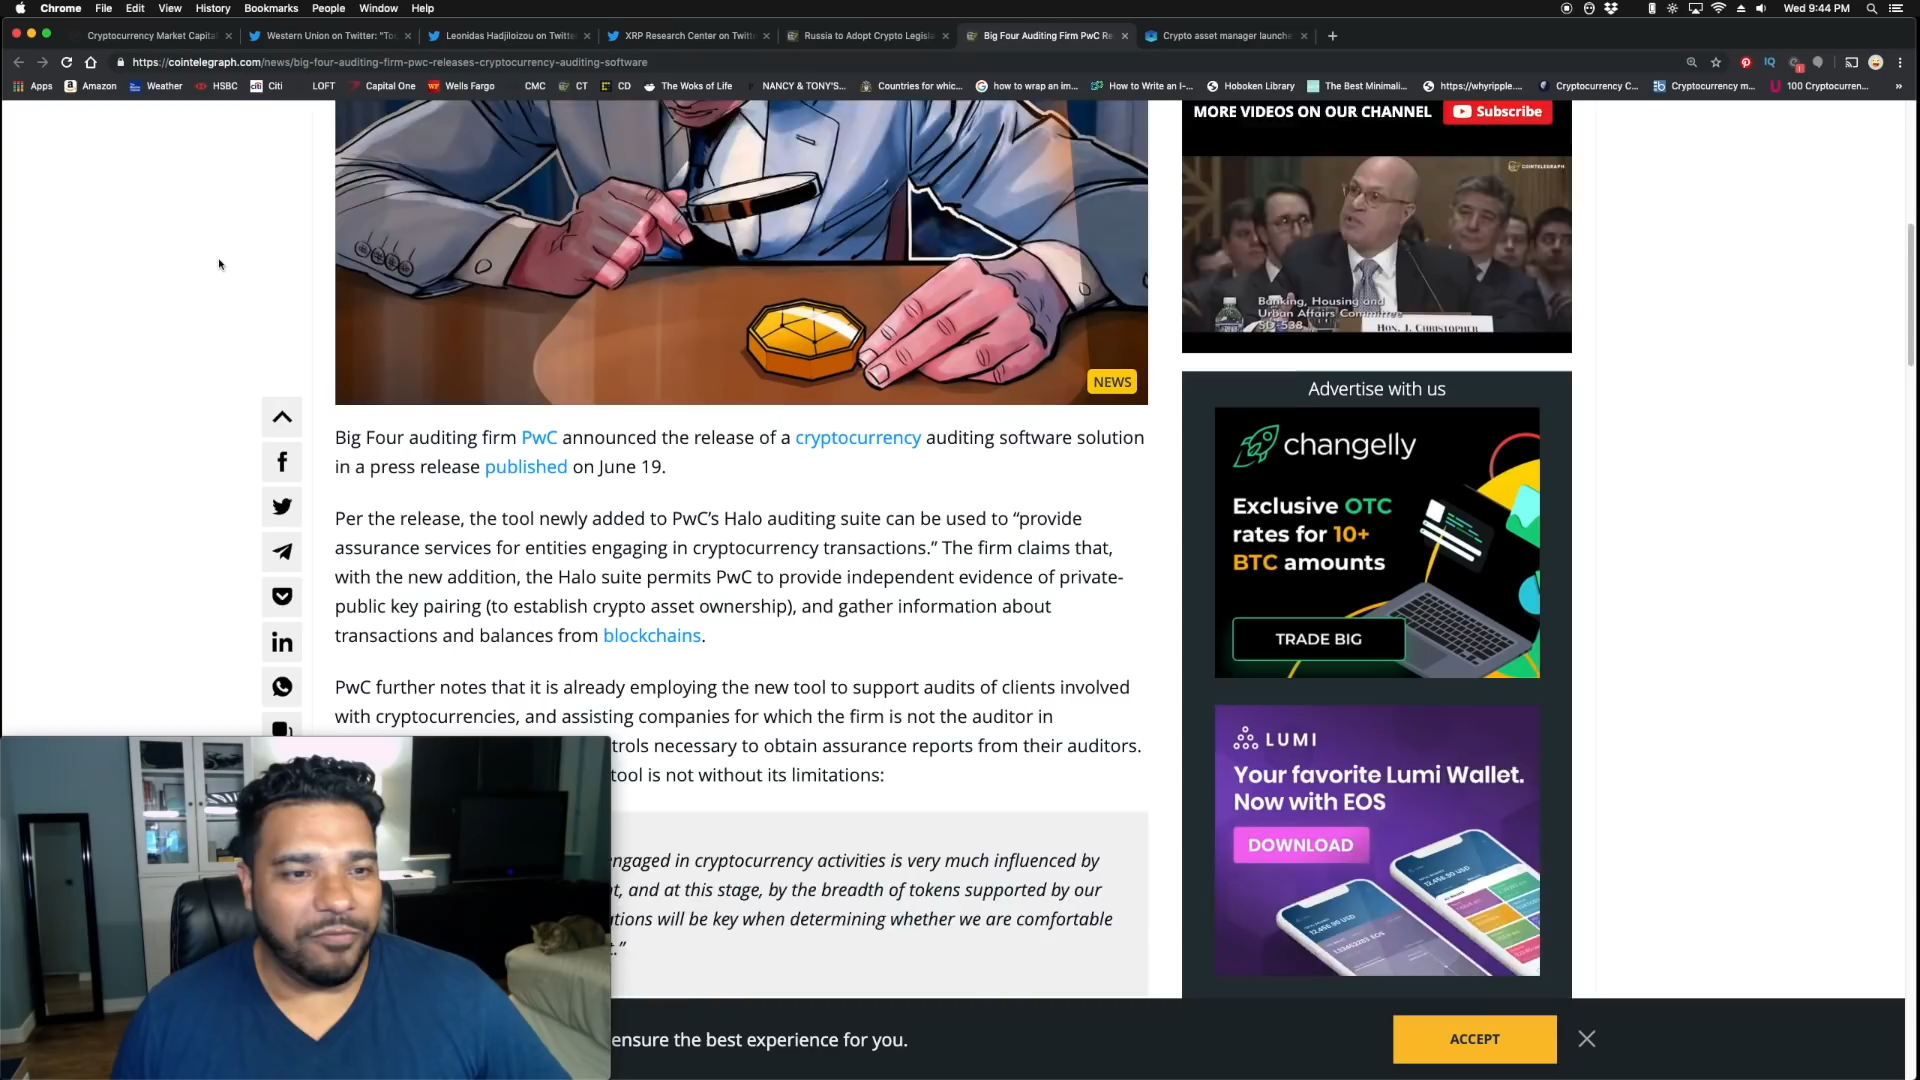 Chrome File Edit View History Bookmarks People Window Help Wed 9:44 PM
Cryptocurrency Market Capital
Western Union on Twitter: "To
Leonidas Hadjiloizou on Twitte
XRP Research Center on Twitt
Russia to Adopt Crypto Legisla
Big Four Auditing Firm PwC Re
Crypto asset manager launche
https://cointelegraph.com/news/big-four-auditing-firm-pwc-releases-cryptocurrency-auditing-software
Apps Amazon Weather HSBC Citi LOFT Capital One Wells Fargo CMC CT CD The Woks of Life NANCY & TONY'S... Countries for whic... how to wrap an im... How to Write an I-... Hoboken Library The Best Minimali... https://whyripple.... Cryptocurrency C... Cryptocurrency m... 100 Cryptocurren... »
MORE VIDEOS ON OUR CHANNEL
Subscribe
COINTELEGRAPH
Banking, Housing and
Urban Affairs Committee
SD-538
HON. J. CHRISTOPHER
NEWS
Big Four auditing firm PwC announced the release of a cryptocurrency auditing software solution
in a press release published on June 19.
Per the release, the tool newly added to PwC's Halo auditing suite can be used to “provide
assurance services for entities engaging in cryptocurrency transactions.” The firm claims that,
with the new addition, the Halo suite permits PwC to provide independent evidence of private-
public key pairing (to establish crypto asset ownership), and gather information about
transactions and balances from blockchains.
PwC further notes that it is already employing the new tool to support audits of clients involved
with cryptocurrencies, and assisting companies for which the firm is not the auditor in
trols necessary to obtain assurance reports from their auditors.
tool is not without its limitations:
engaged in cryptocurrency activities is very much influenced by
t, and at this stage, by the breadth of tokens supported by our
ations will be key when determining whether we are comfortable
t.”
Advertise with us
changelly
Exclusive OTC
rates for 10+
BTC amounts
TRADE BIG
LUMI
Your favorite Lumi Wallet.
Now with EOS
DOWNLOAD
ensure the best experience for you.
ACCEPT